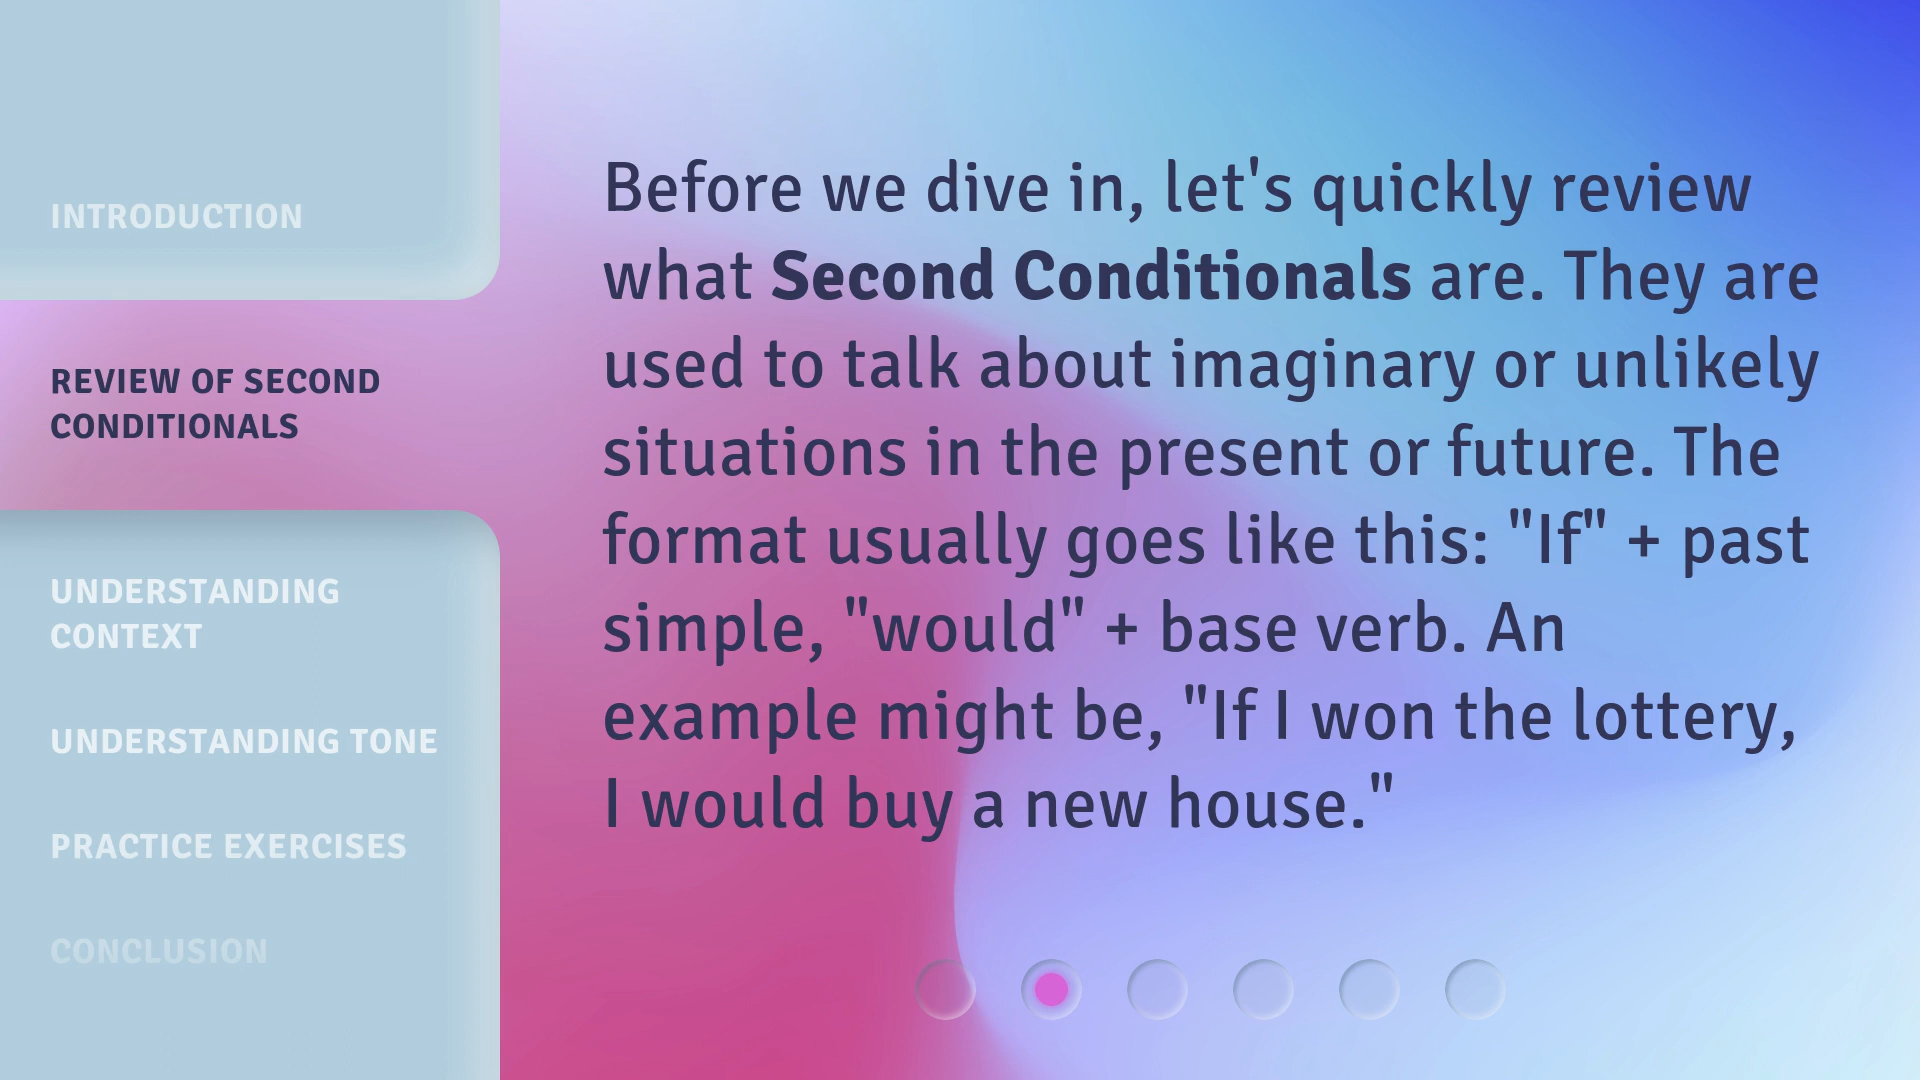 INTRODUCTION
REVIEW OF SECOND
CONDITIONALS
UNDERSTANDING
CONTEXT
UNDERSTANDING TONE
PRACTICE EXERCISES
CONCLUSION
Before we dive in, let's quickly review
what Second Conditionals are. They are
used to talk about imaginary or unlikely
situations in the present or future. The
format usually goes like this: "If" + past
simple, "would" + base verb. An
example might be, "If I won the lottery,
I would buy a new house."